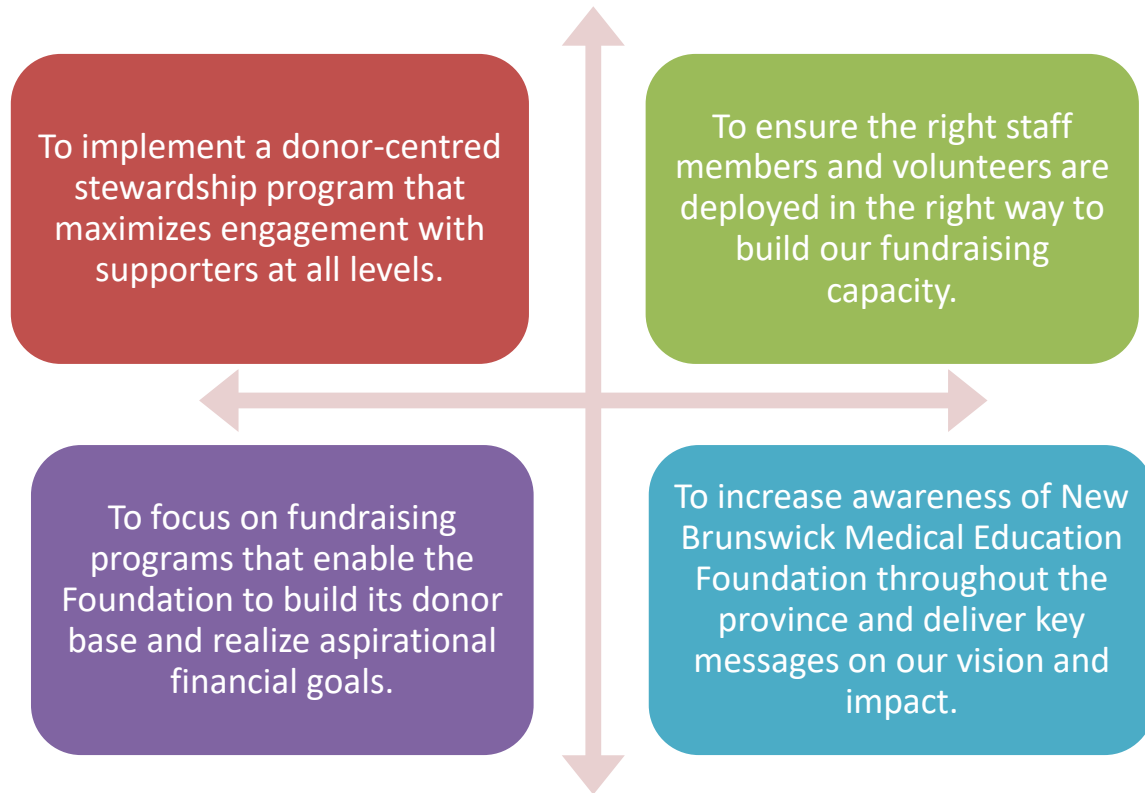 To implement a donor-centred
stewardship program that
maximizes engagement with
supporters at all levels.
To ensure the right staff
members and volunteers are
deployed in the right way to
build our fundraising
capacity.
To focus on fundraising
programs that enable the
Foundation to build its donor
base and realize aspirational
financial goals.
To increase awareness of New
Brunswick Medical Education
Foundation throughout the
province and deliver key
messages on our vision and
impact.